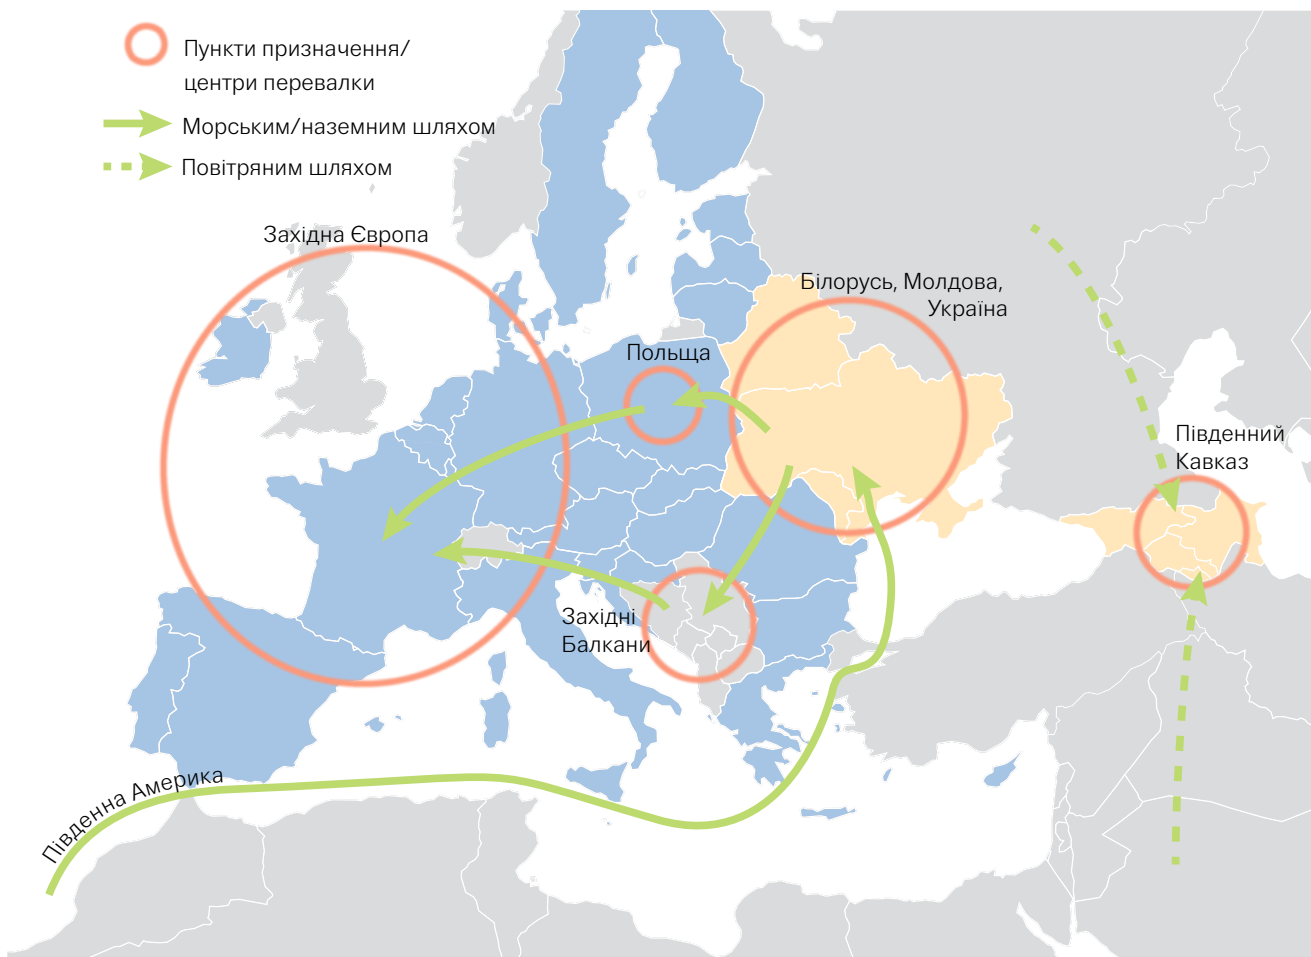 Пункти призначення/
центри перевалки
Морським/наземним шляхом
Повітряним шляхом
Західна Європа
Білорусь, Молдова,
Україна
Польща
Південний
Кавказ
Західні
Балкани
Південна Америка